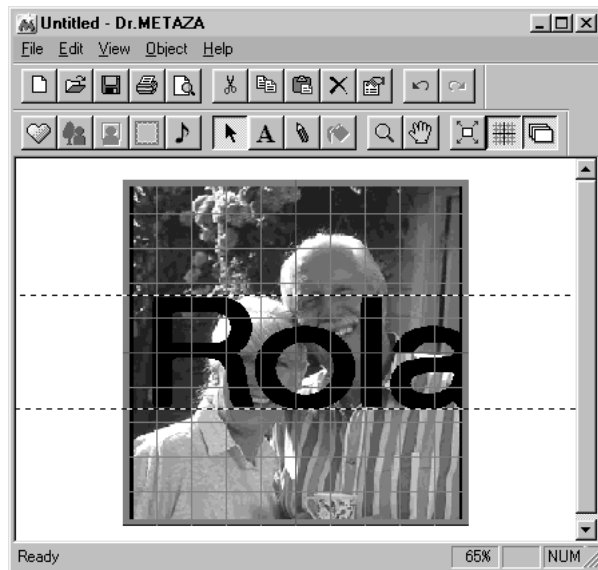 Untitled - Dr.METAZA
File Edit View Object Help
A
Rola
Ready 65% NUM